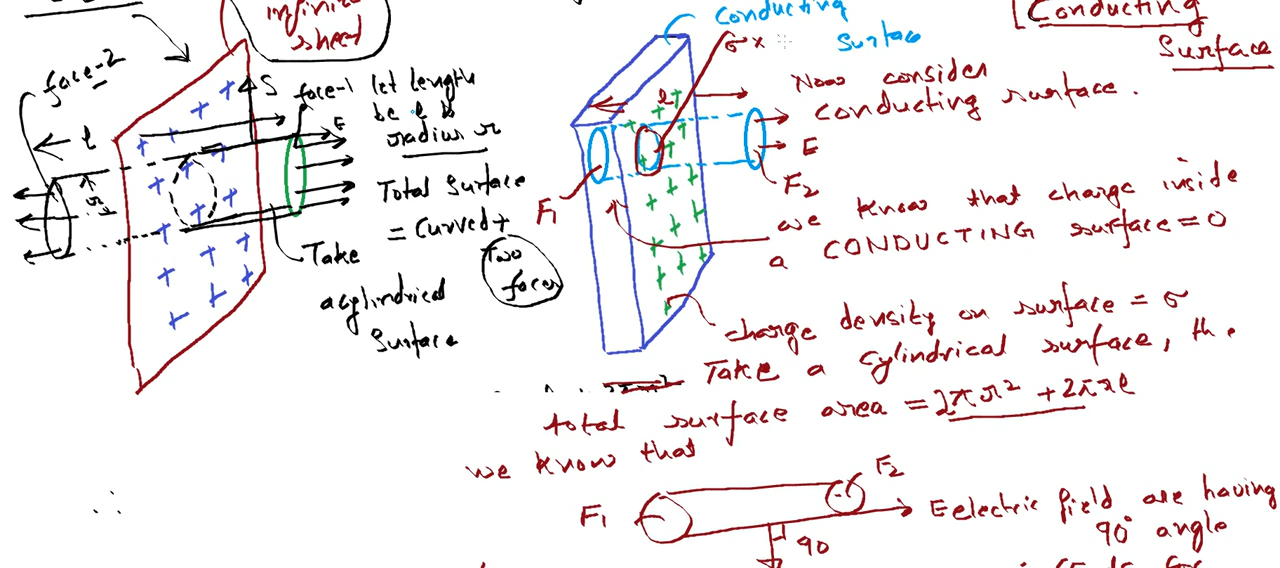 infinite
sheet
face-2
S
face-1
let length
be l &
radius r
E
l
r
Total Surface
= Curved +
Two
faces
Take
a cylindrical
Surface
Conducting
Surface
σ ×
l
E
F1
F2
[Conducting
Surface
Now consider
conducting surface.
we know that charge inside
a CONDUCTING surface = 0
charge density on surface = σ
Take a cylindrical surface, the
total surface area = 2πr² + 2πrl
we know that
F1
F2
90
Eelectric field are having
90° angle